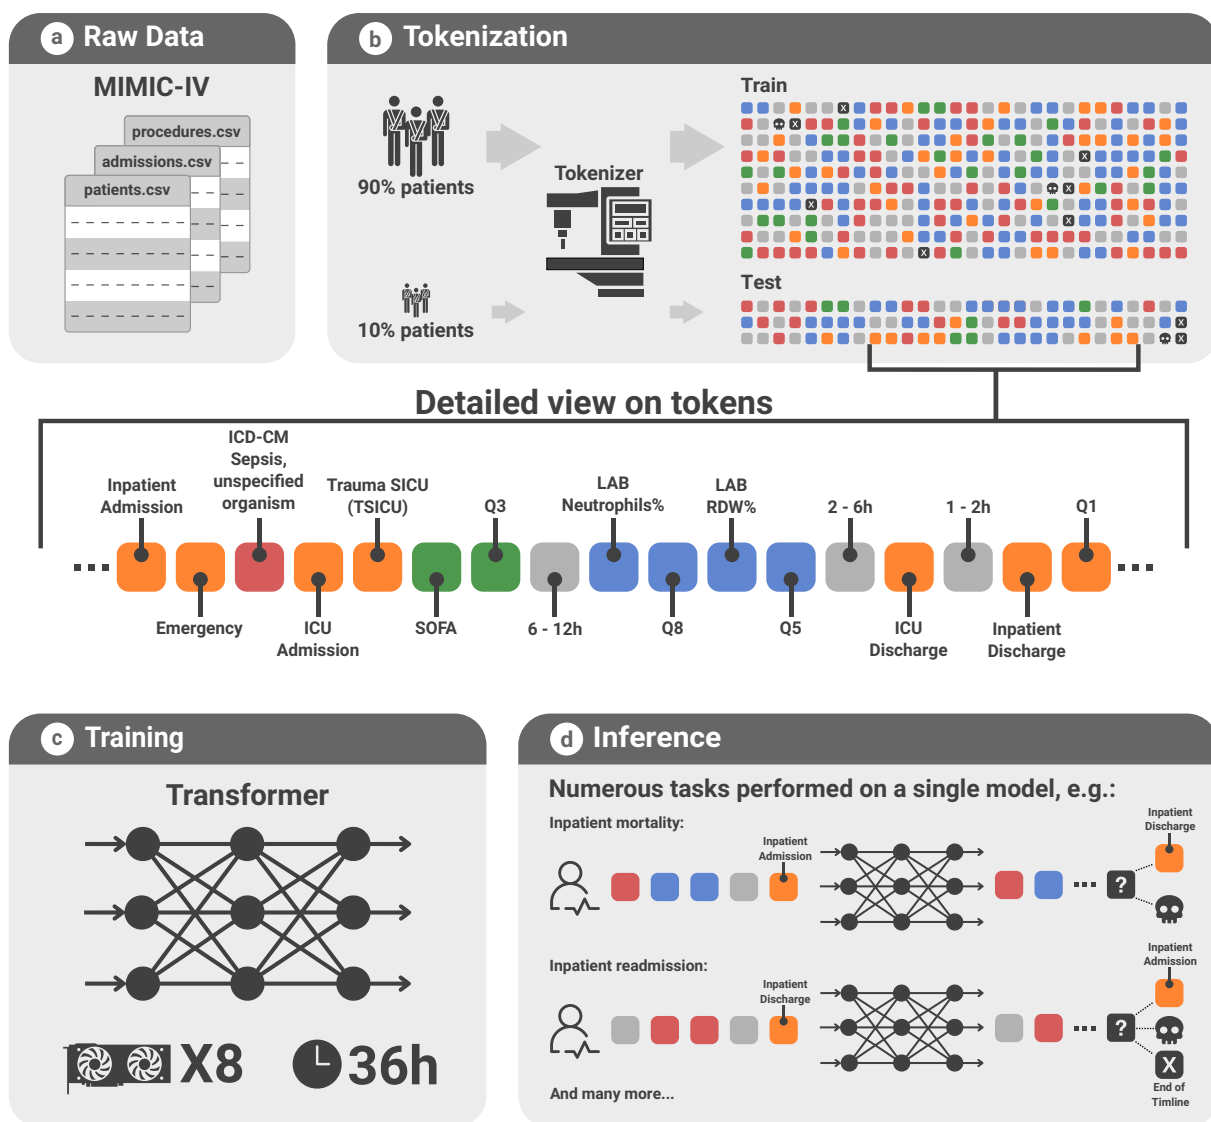 a Raw Data
MIMIC-IV
procedures.csv
admissions.csv
patients.csv
b Tokenization
90% patients
10% patients
Tokenizer
Train
X
X
X
X
X
X
X
Test
X
X
Detailed view on tokens
Inpatient
Admission
ICD-CM
Sepsis,
unspecified
organism
Trauma SICU
(TSICU)
Q3
LAB
Neutrophils%
LAB
RDW%
2 - 6h
1 - 2h
Q1
Emergency
ICU
Admission
SOFA
6 - 12h
Q8
Q5
ICU
Discharge
Inpatient
Discharge
c Training
Transformer
X8
36h
d Inference
Numerous tasks performed on a single model, e.g.:
Inpatient mortality:
Inpatient
Admission
Inpatient
Discharge
?
Inpatient readmission:
Inpatient
Discharge
Inpatient
Admission
?
X
End of
Timline
And many more...